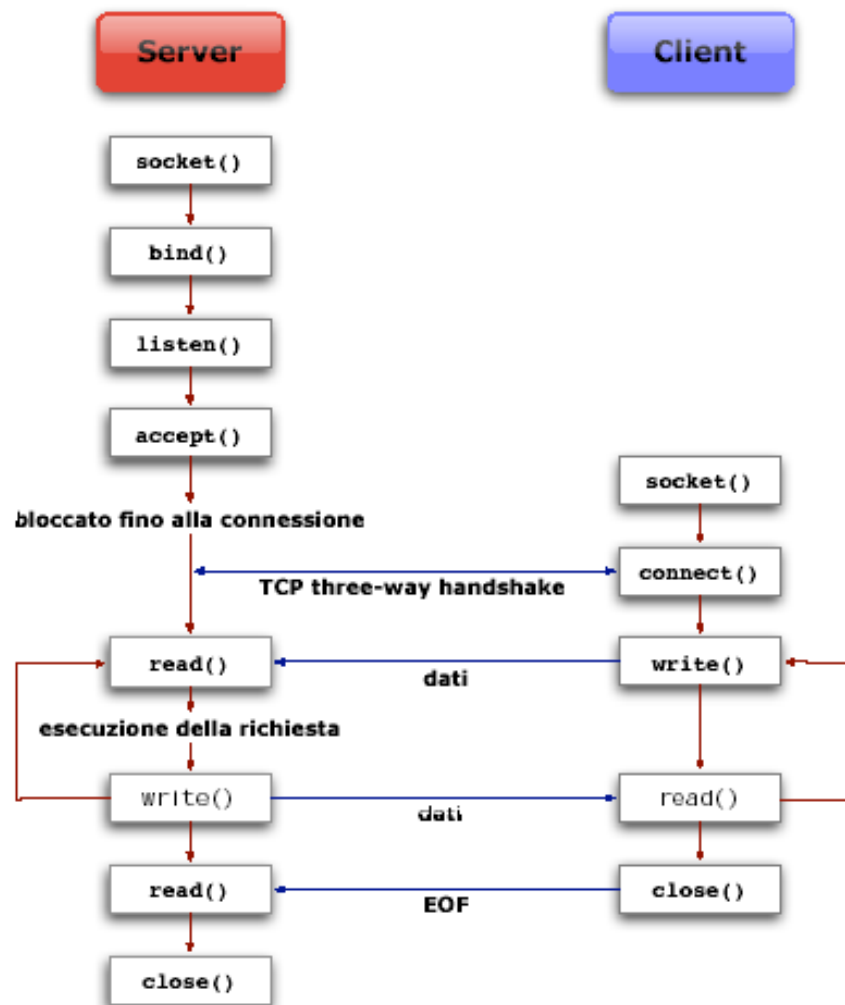 Server
Client
socket()
bind()
listen()
accept()
socket()
bloccato fino alla connessione
connect()
TCP three-way handshake
read()
dati
write()
esecuzione della richiesta
write()
dati
read()
read()
EOF
close()
close()